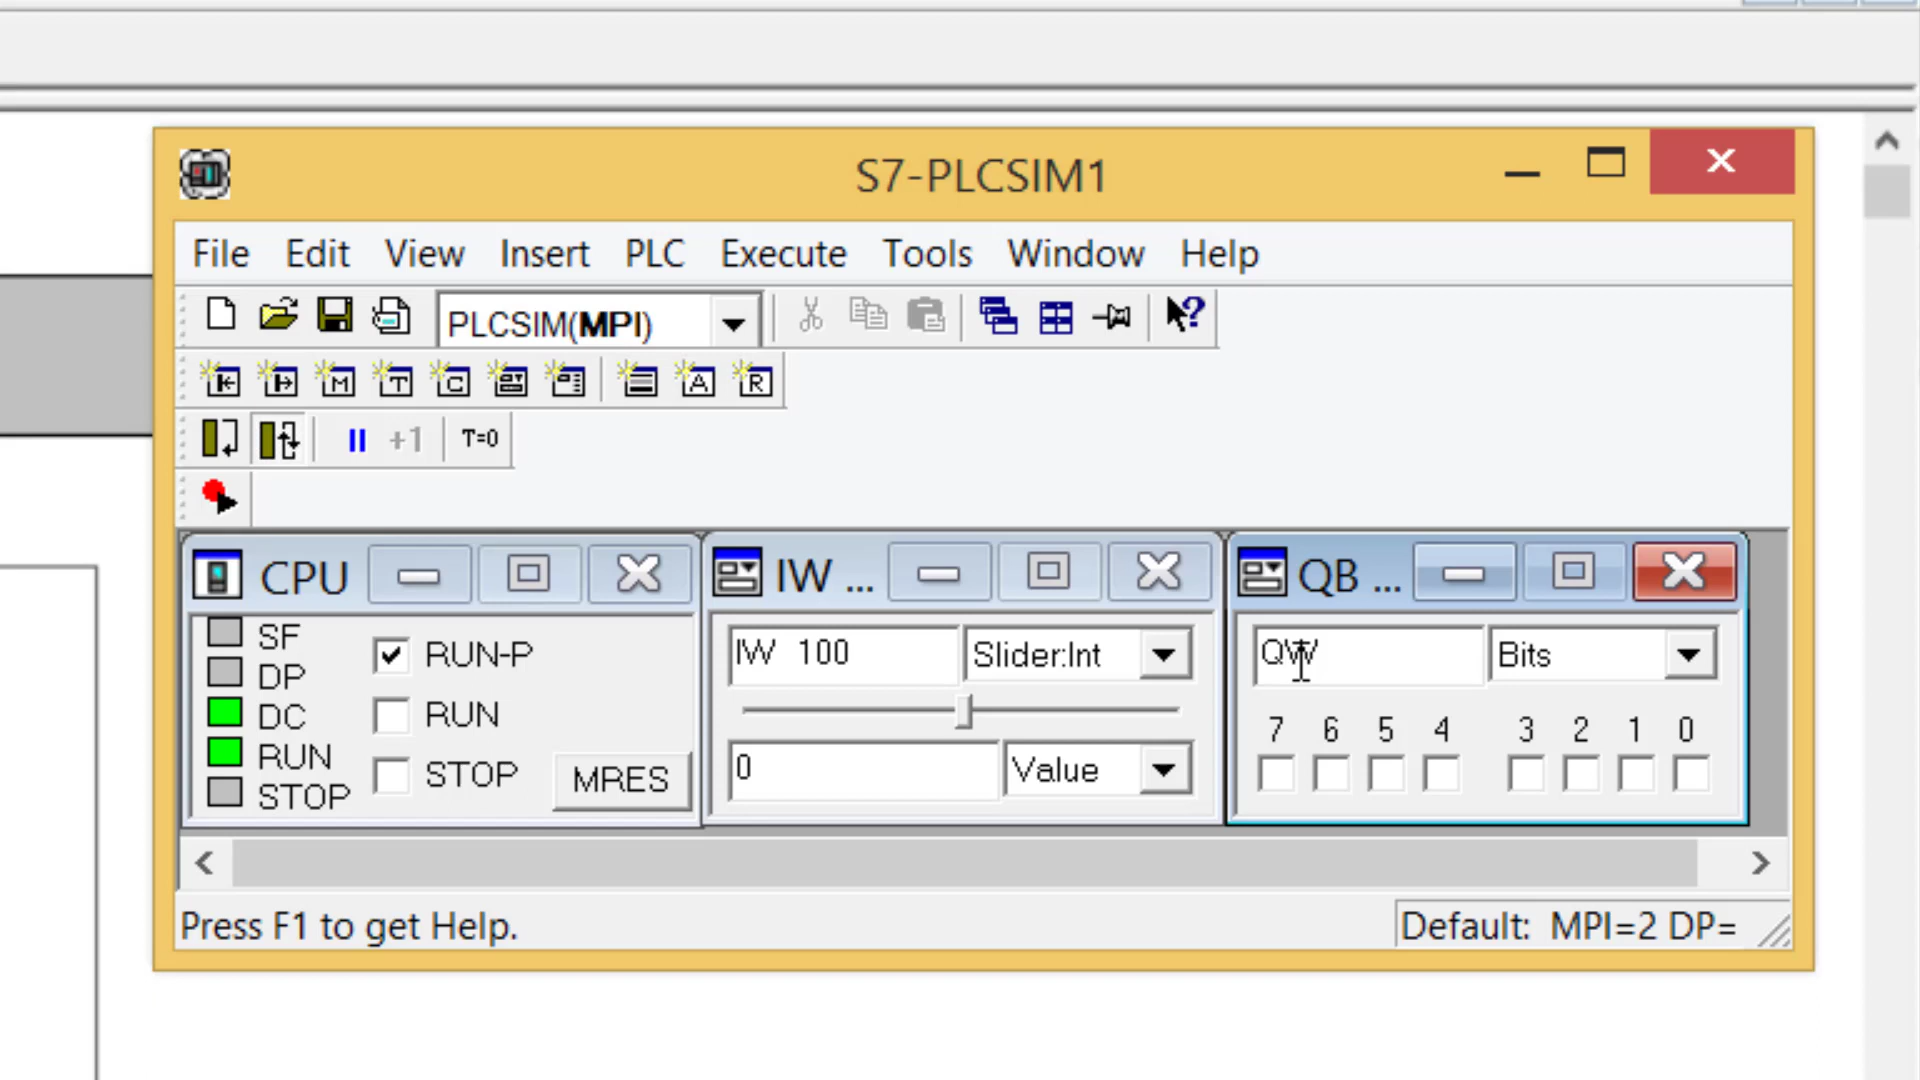 S7-PLCSIM1
File Edit View Insert PLC Execute Tools Window Help
PLCSIM(MPI)
M T C A R
+1 T=0
CPU
SF
DP
DC
RUN
STOP
RUN-P
RUN
STOP
MRES
IW ...
IW 100 Slider:Int
0 Value
QB ...
QW Bits
7 6 5 4 3 2 1 0
Press F1 to get Help.
Default: MPI=2 DP=